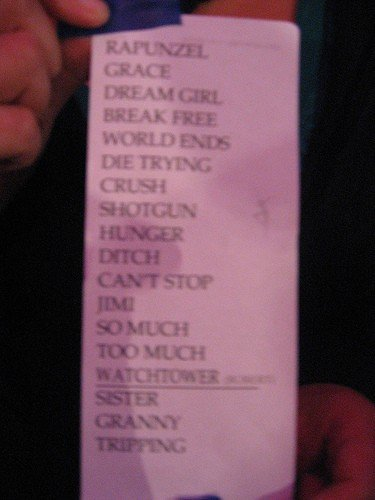 RAPUNZEL
GRACE
DREAM GIRL
BREAK FREE
WORLD ENDS
DIE TRYING
CRUSH
SHOTGUN
HUNGER
DITCH
CAN'T STOP
JIMI
SO MUCH
TOO MUCH
WATCHTOWER
SISTER
GRANNY
TRIPPING